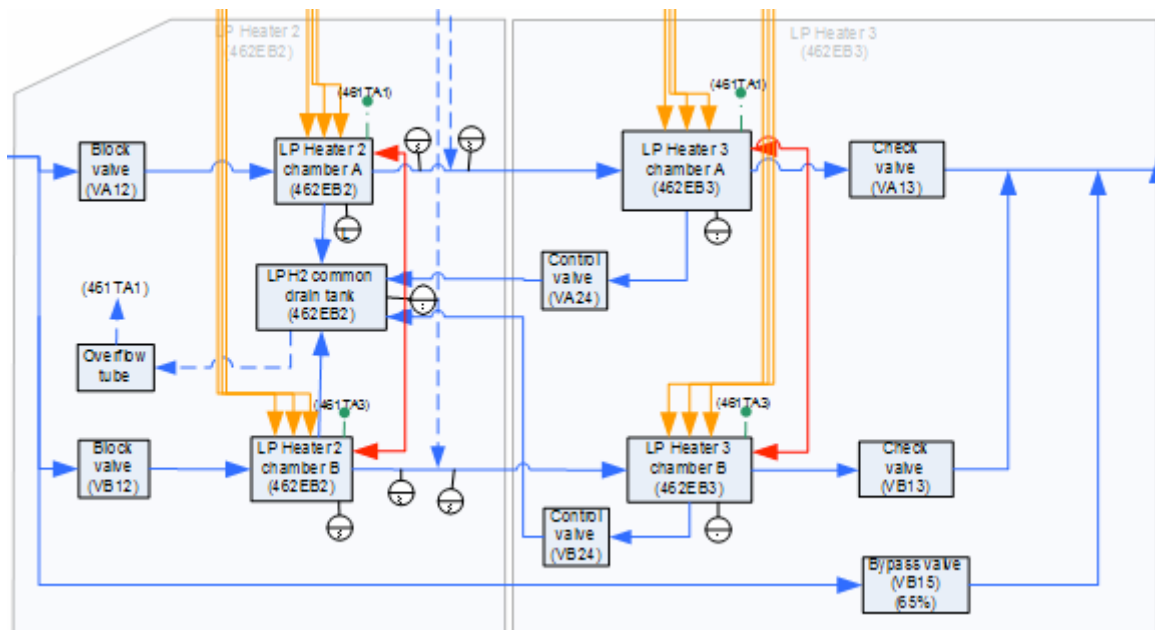 LP Heater 2
(462EB2)
LP Heater 3
(462EB3)
(461TA1)
(461TA1)
Block
valve
(VA12)
LP Heater 2
chamber A
(462EB2)
LP Heater 3
chamber A
(462EB3)
Check
valve
(VA13)
LPH2 common
drain tank
(462EB2)
Control
valve
(VA24)
(461TA1)
Overflow
tube
(461TA3)
(461TA3)
Block
valve
(VB12)
LP Heater 2
chamber B
(462EB2)
LP Heater 3
chamber B
(462EB3)
Check
valve
(VB13)
Control
valve
(VB24)
Bypass valve
(VB15)
(65%)